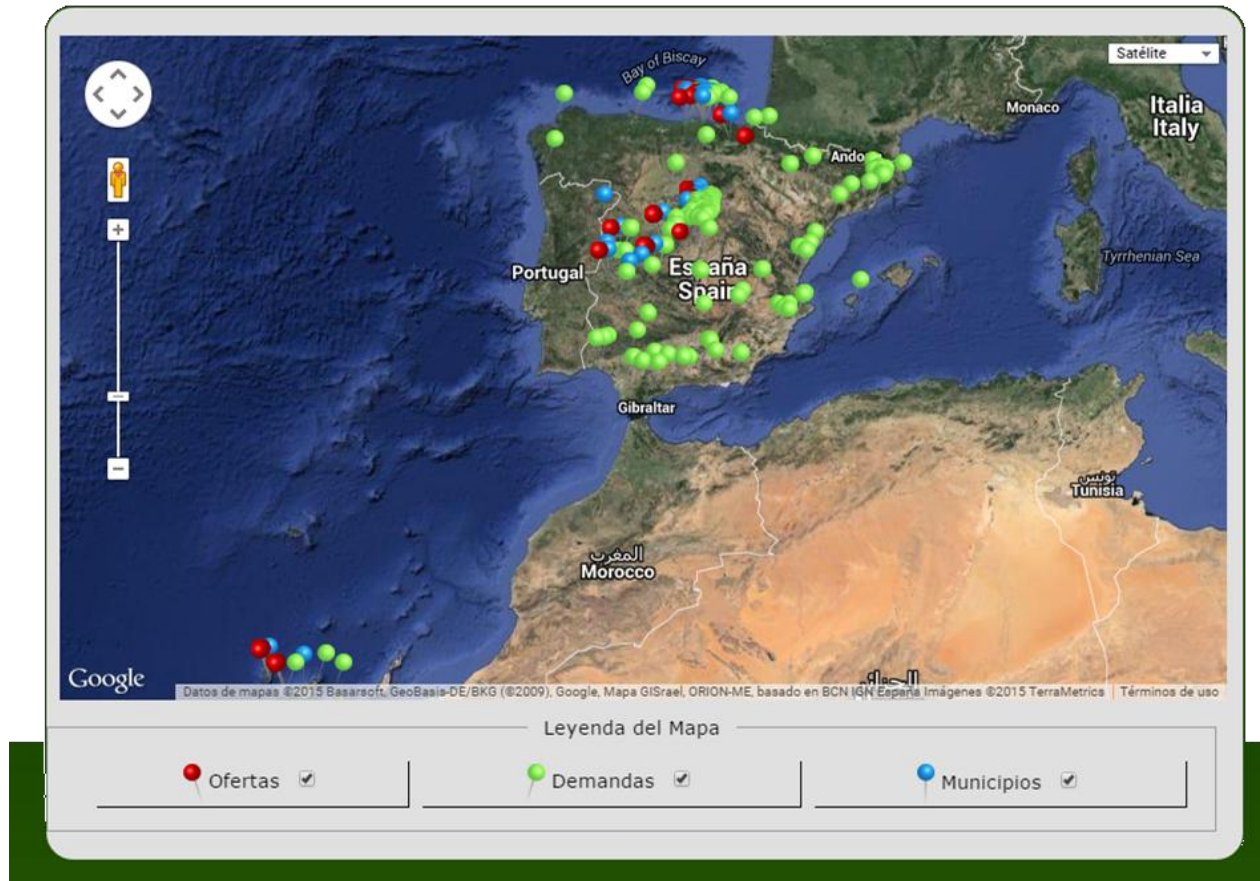 Satélite
Bay of Biscay
Monaco
Italia
Italy
Ando
Tyrrhenian Sea
Portugal
España
Spain
Gibraltar
تونس
Tunisia
المغرب
Morocco
الجزائر
Google
Datos de mapas ©2015 Basarsoft, GeoBasis-DE/BKG (©2009), Google, Mapa GISrael, ORION-ME, basado en BCN IGN España Imágenes ©2015 TerraMetrics
Términos de uso
Leyenda del Mapa
Ofertas
Demandas
Municipios